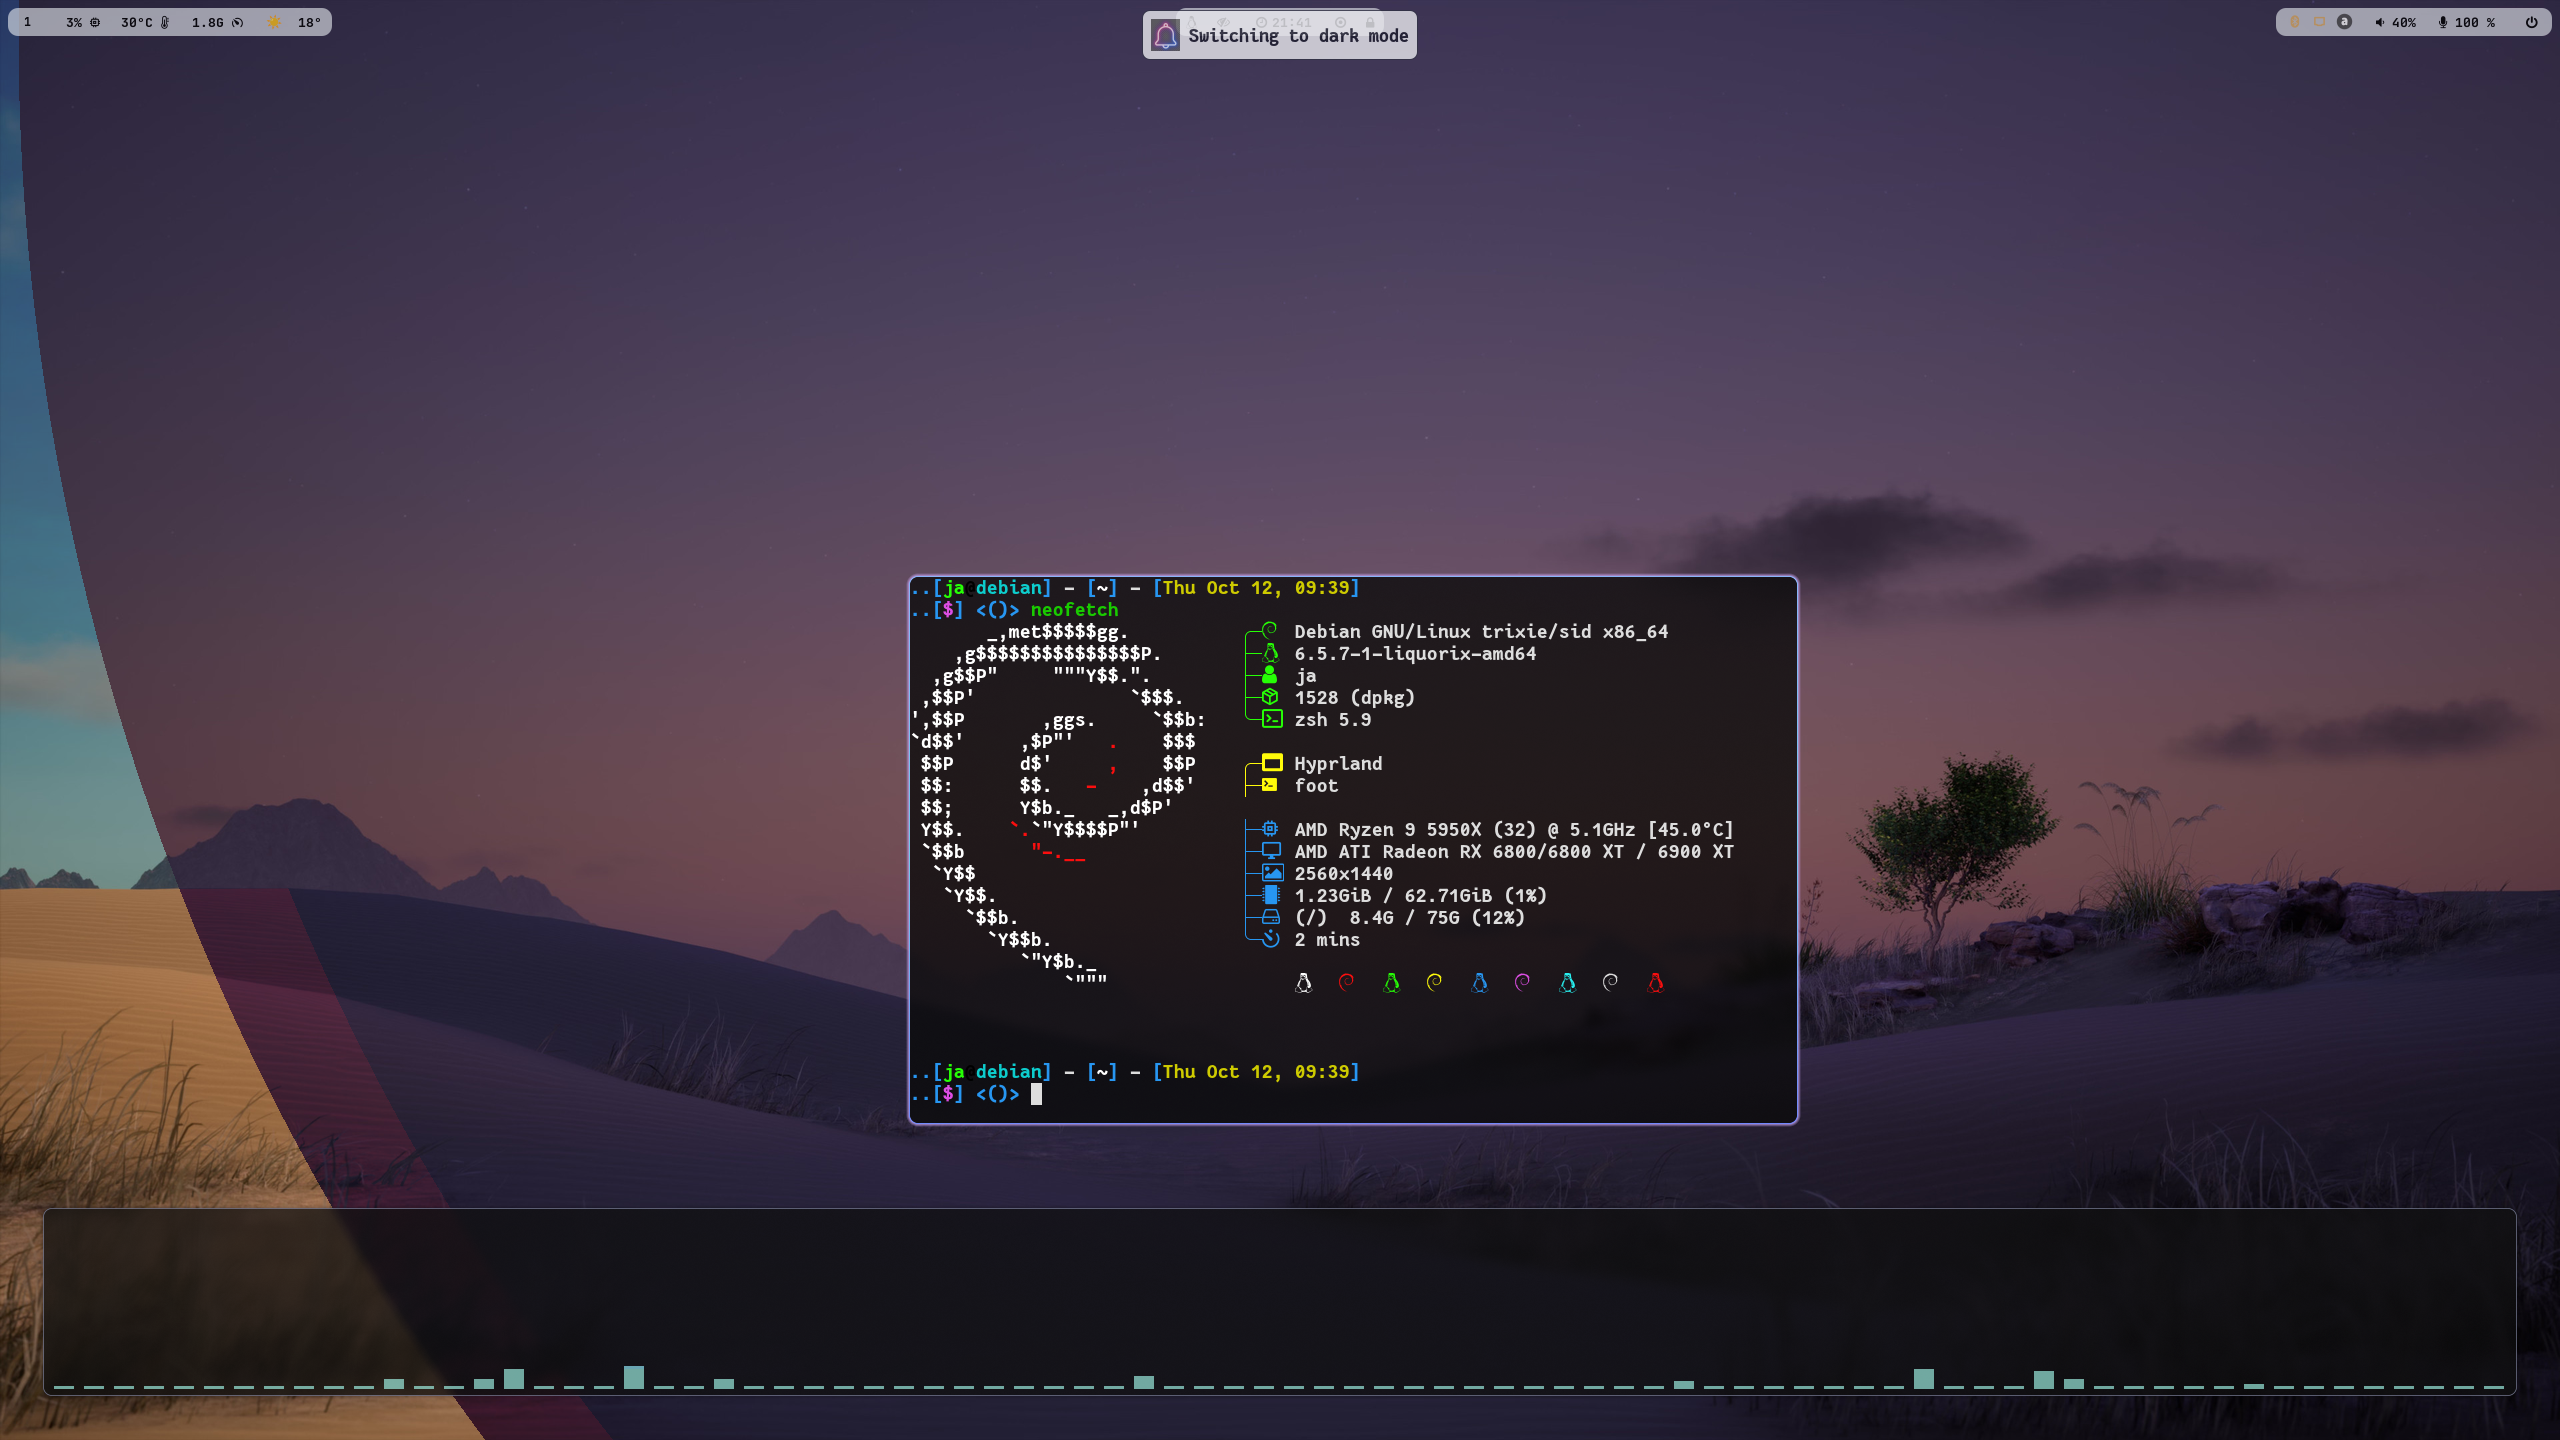 1 3% 30°C 1.8G 18°
21:41
Switching to dark mode
a 40% 100 %
..[ja@debian] - [~] - [Thu Oct 12, 09:39]
..[$] <()> neofetch
_,met$$$$$gg.
,g$$$$$$$$$$$$$$$P.
,g$$P"     """Y$$.".
,$$P'              `$$$.
',$$P       ,ggs.     `$$b:
`d$$'     ,$P"'   .    $$$
$$P      d$'     ,    $$P
$$:      $$.   -    ,d$$'
$$;      Y$b._   _,d$P'
Y$$.    `.`"Y$$$$P"'
`$$b      "-.__
`Y$$
`Y$$.
`$$b.
`Y$$b.
`"Y$b._
`"""
Debian GNU/Linux trixie/sid x86_64
6.5.7-1-liquorix-amd64
ja
1528 (dpkg)
zsh 5.9
Hyprland
foot
AMD Ryzen 9 5950X (32) @ 5.1GHz [45.0°C]
AMD ATI Radeon RX 6800/6800 XT / 6900 XT
2560x1440
1.23GiB / 62.71GiB (1%)
(/)  8.4G / 75G (12%)
2 mins
..[ja@debian] - [~] - [Thu Oct 12, 09:39]
..[$] <()>